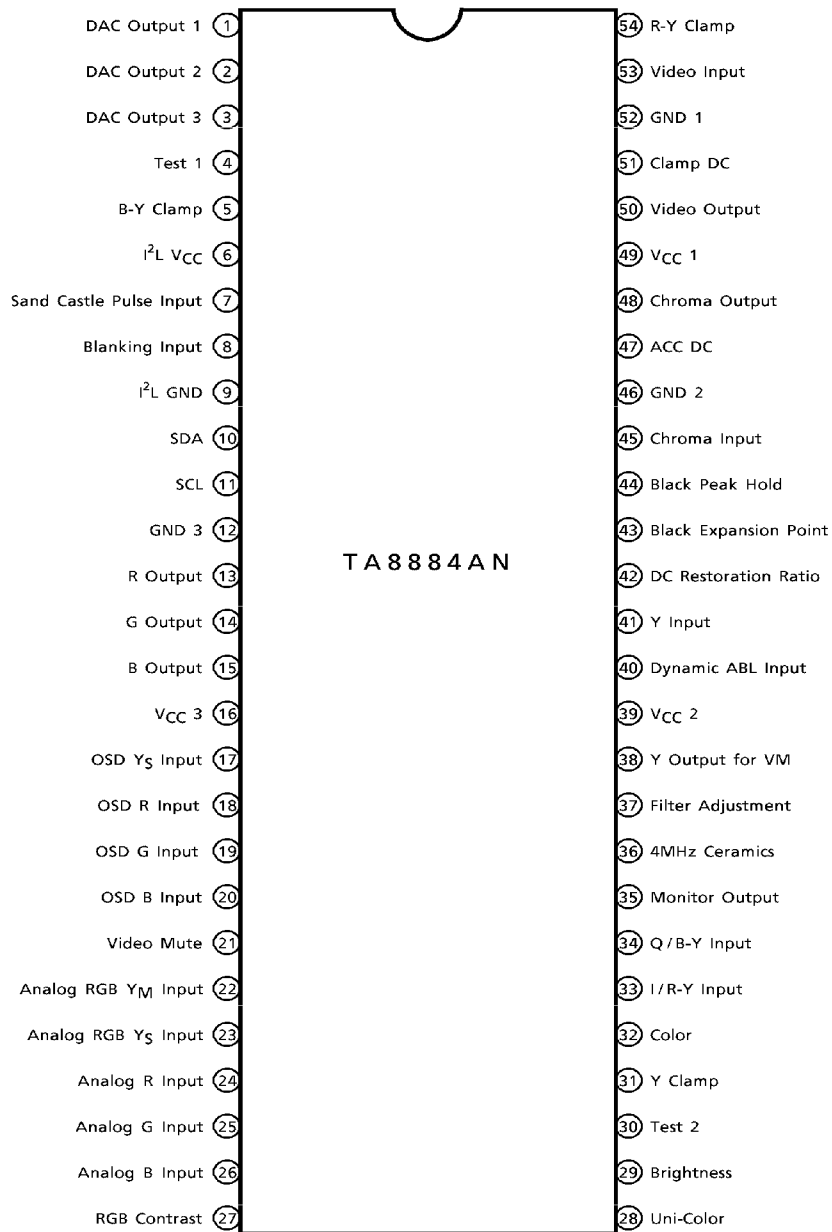 DAC Output 1 1 54 R-Y Clamp
DAC Output 2 2 53 Video Input
DAC Output 3 3 52 GND 1
Test 1 4 51 Clamp DC
B-Y Clamp 5 50 Video Output
I²L VCC 6 49 VCC 1
Sand Castle Pulse Input 7 48 Chroma Output
Blanking Input 8 47 ACC DC
I²L GND 9 46 GND 2
SDA 10 45 Chroma Input
SCL 11 44 Black Peak Hold
GND 3 12 43 Black Expansion Point
TA8884AN
R Output 13 42 DC Restoration Ratio
G Output 14 41 Y Input
B Output 15 40 Dynamic ABL Input
VCC 3 16 39 VCC 2
OSD YS Input 17 38 Y Output for VM
OSD R Input 18 37 Filter Adjustment
OSD G Input 19 36 4MHz Ceramics
OSD B Input 20 35 Monitor Output
Video Mute 21 34 Q/B-Y Input
Analog RGB YM Input 22 33 I/R-Y Input
Analog RGB YS Input 23 32 Color
Analog R Input 24 31 Y Clamp
Analog G Input 25 30 Test 2
Analog B Input 26 29 Brightness
RGB Contrast 27 28 Uni-Color